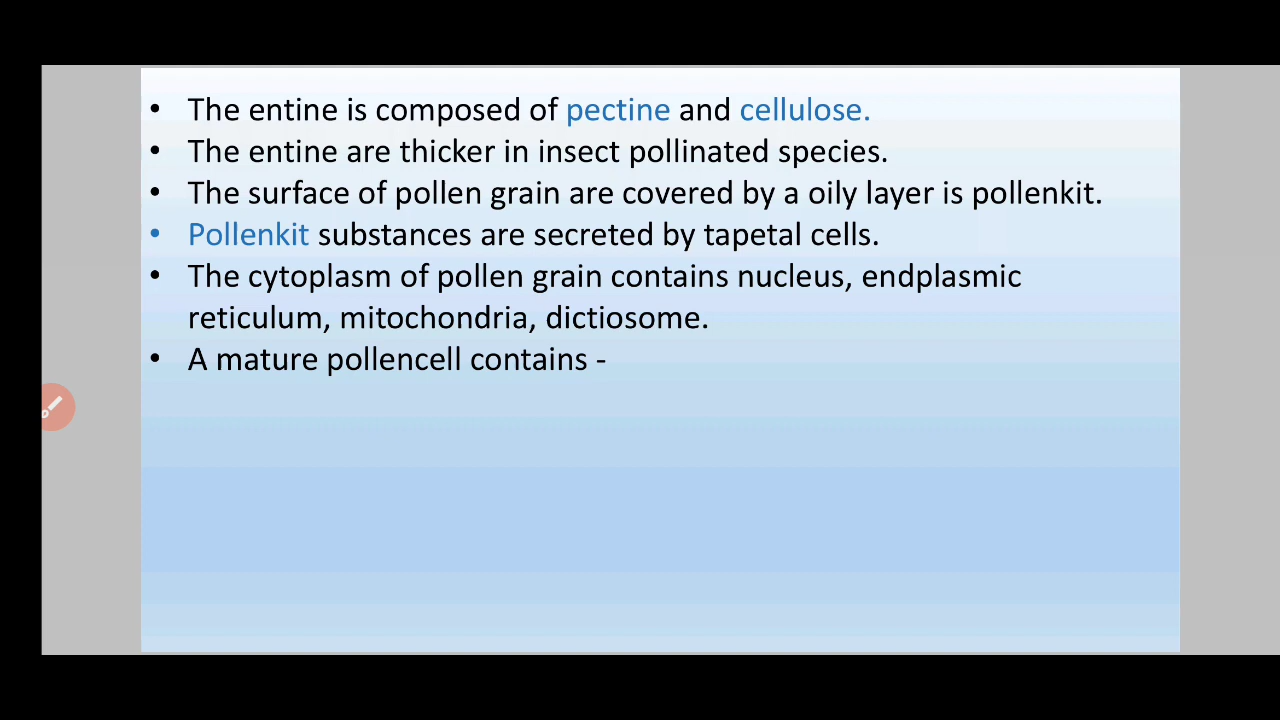 • The entine is composed of pectine and cellulose.
• The entine are thicker in insect pollinated species.
• The surface of pollen grain are covered by a oily layer is pollenkit.
• Pollenkit substances are secreted by tapetal cells.
• The cytoplasm of pollen grain contains nucleus, endplasmic
reticulum, mitochondria, dictiosome.
• A mature pollencell contains -